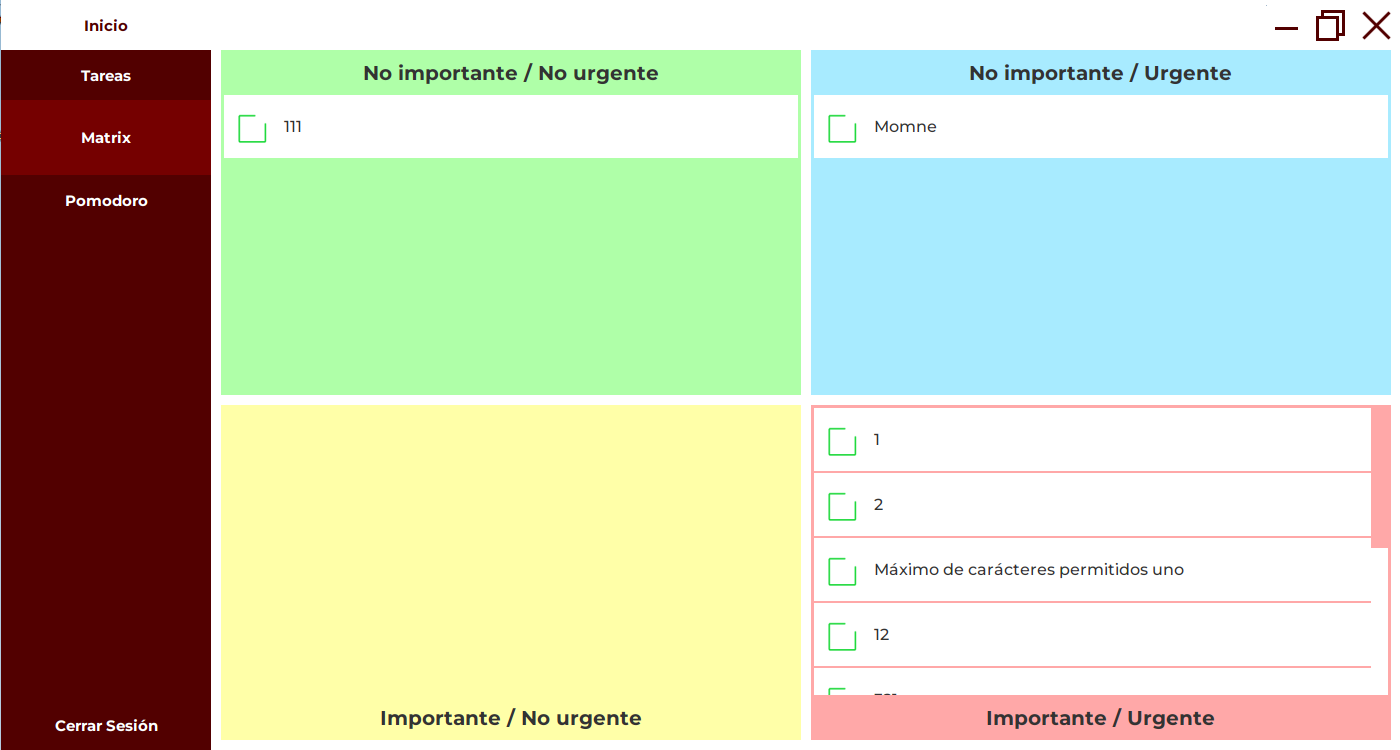 Inicio
Tareas
Matrix
Pomodoro
Cerrar Sesión
No importante / No urgente
111
No importante / Urgente
Momne
Importante / No urgente
1
2
Máximo de carácteres permitidos uno
12
Importante / Urgente